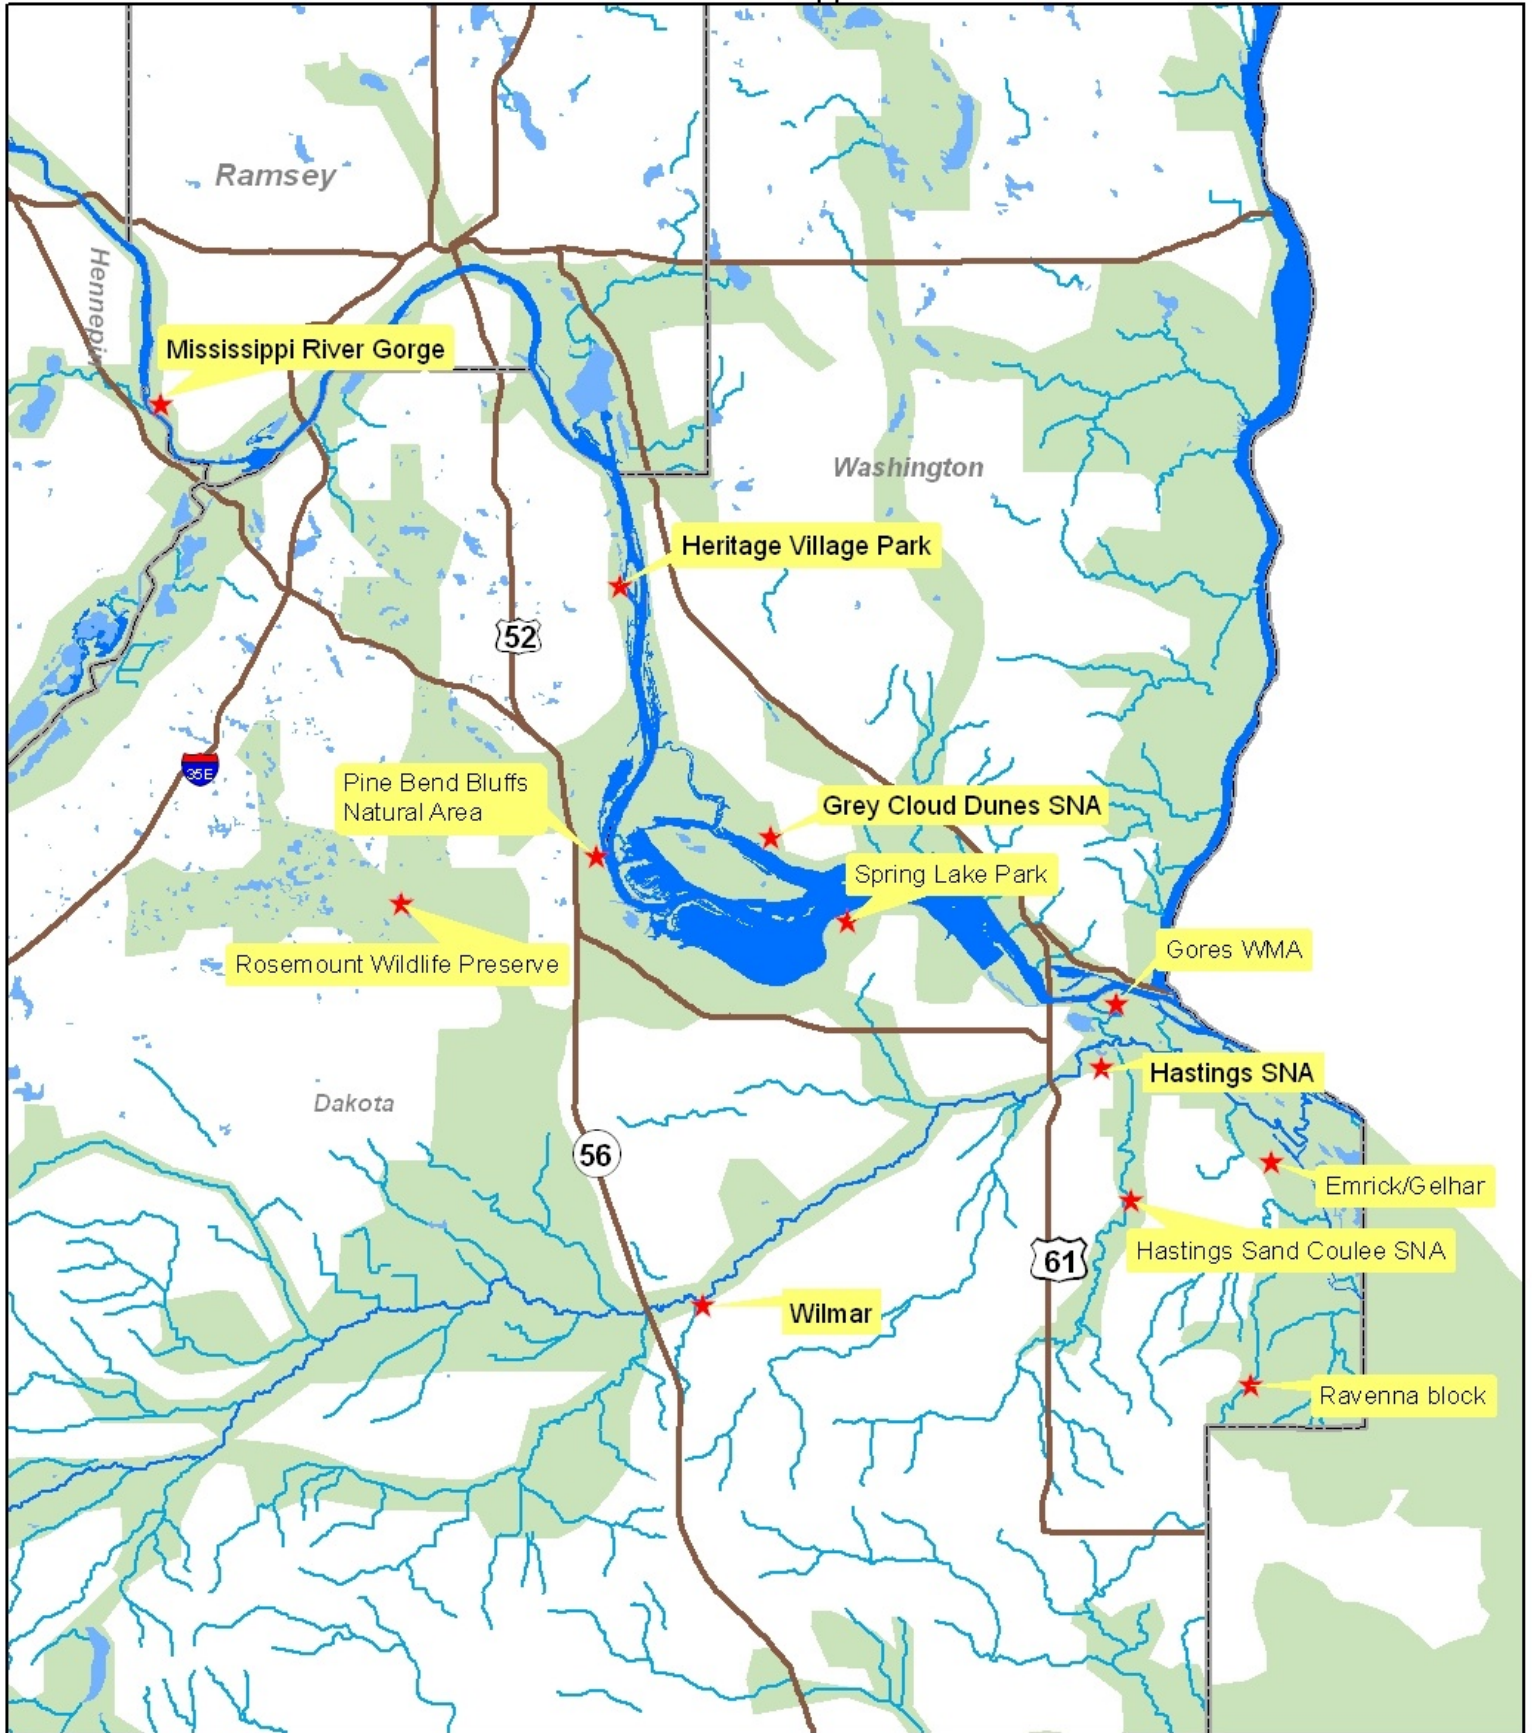 Ramsey
Hennepin
Mississippi River Gorge
Washington
Heritage Village Park
52
35E
Pine Bend Bluffs
Natural Area
Grey Cloud Dunes SNA
Spring Lake Park
Rosemount Wildlife Preserve
Gores WMA
Hastings SNA
Dakota
56
Emrick/Gelhar
Hastings Sand Coulee SNA
61
Wilmar
Ravenna block